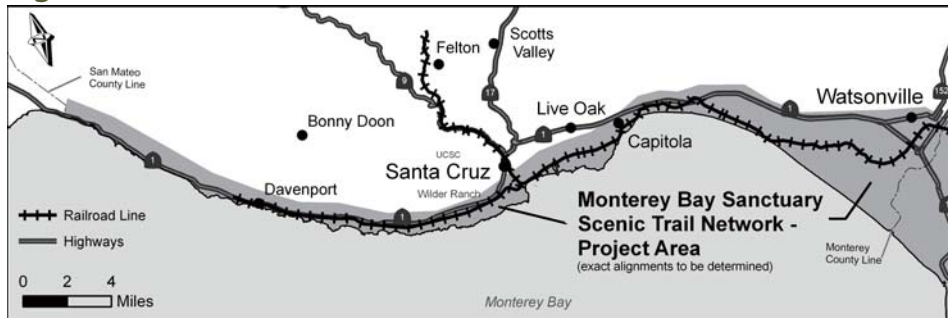 San Mateo
County Line
Felton
Scotts
Valley
9
17
152
1
Live Oak
1
Watsonville
Bonny Doon
1
UCSC
Capitola
Santa Cruz
Davenport
Wilder Ranch
1
Railroad Line
Highways
Monterey Bay Sanctuary
Scenic Trail Network -
Project Area
(exact alignments to be determined)
Monterey
County Line
0 2 4
Miles
Monterey Bay